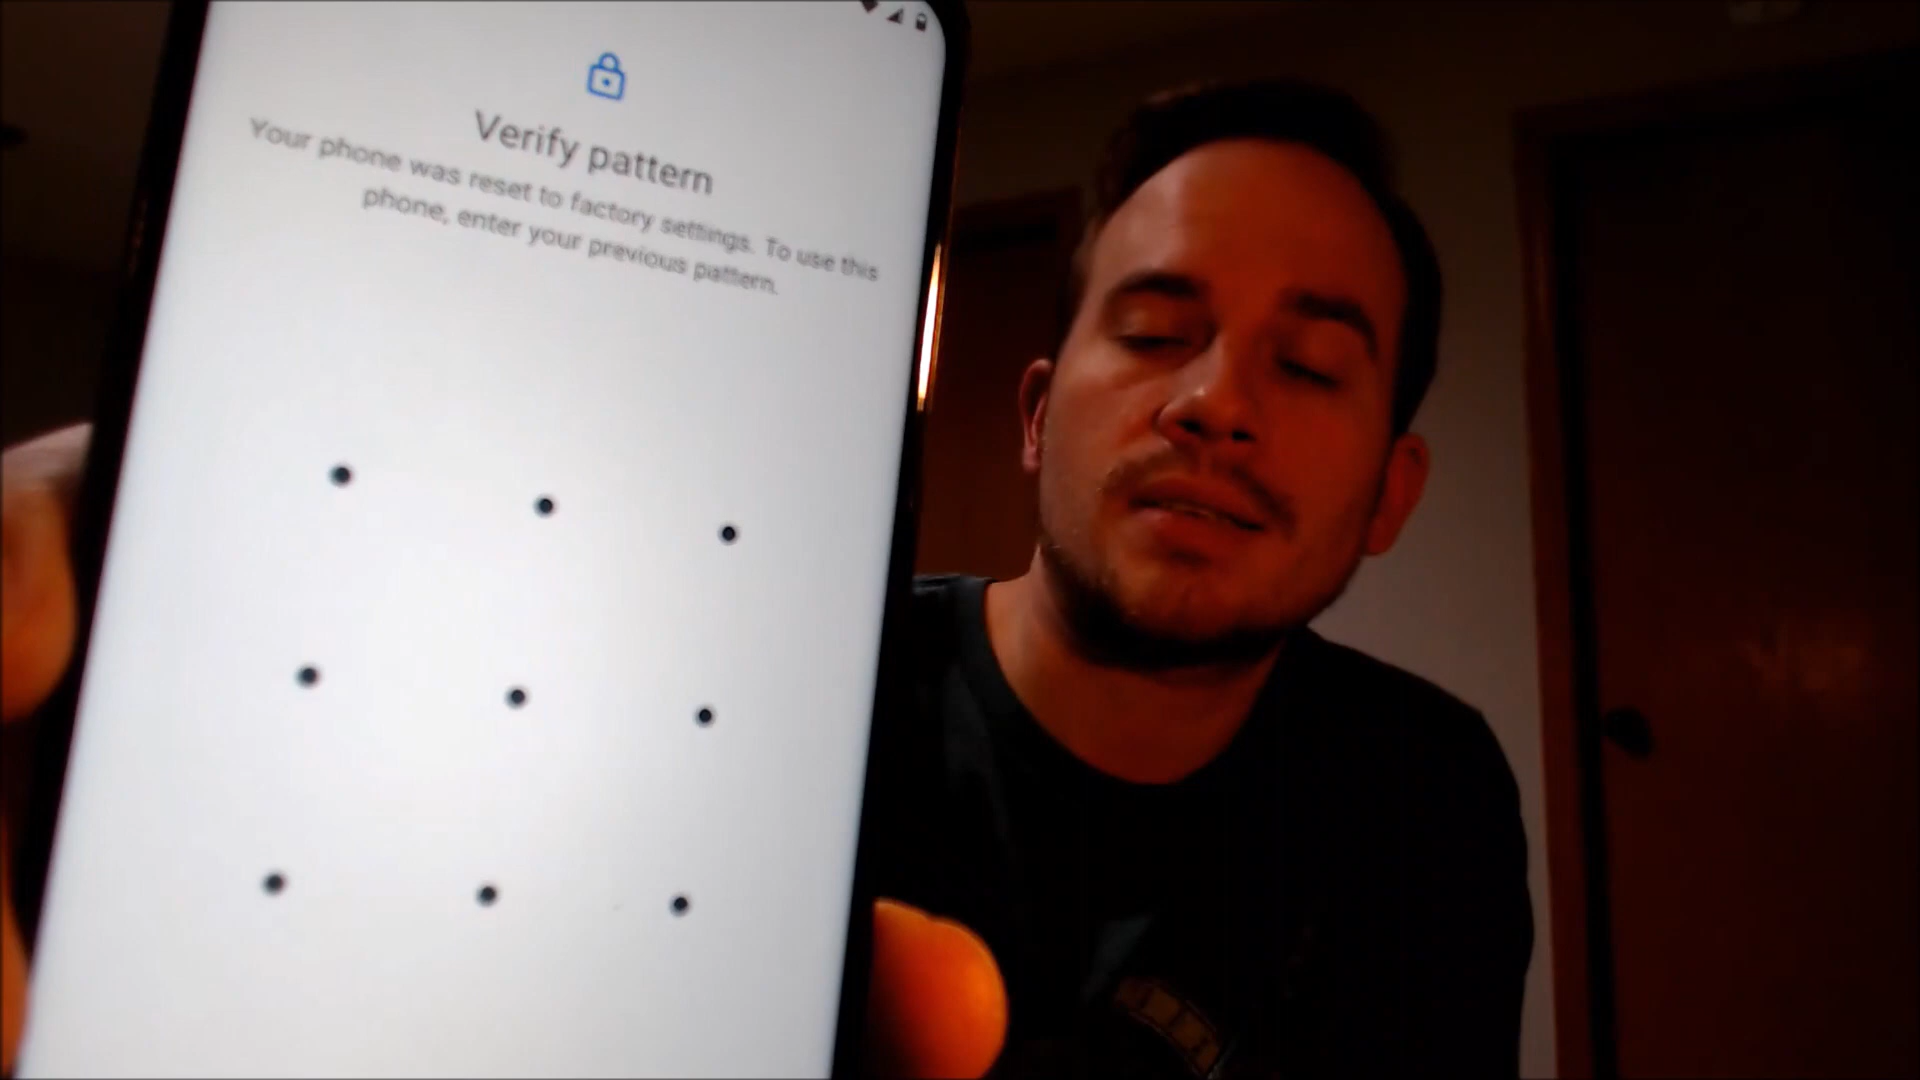 Verify pattern
Your phone was reset to factory settings. To use this
phone, enter your previous pattern.